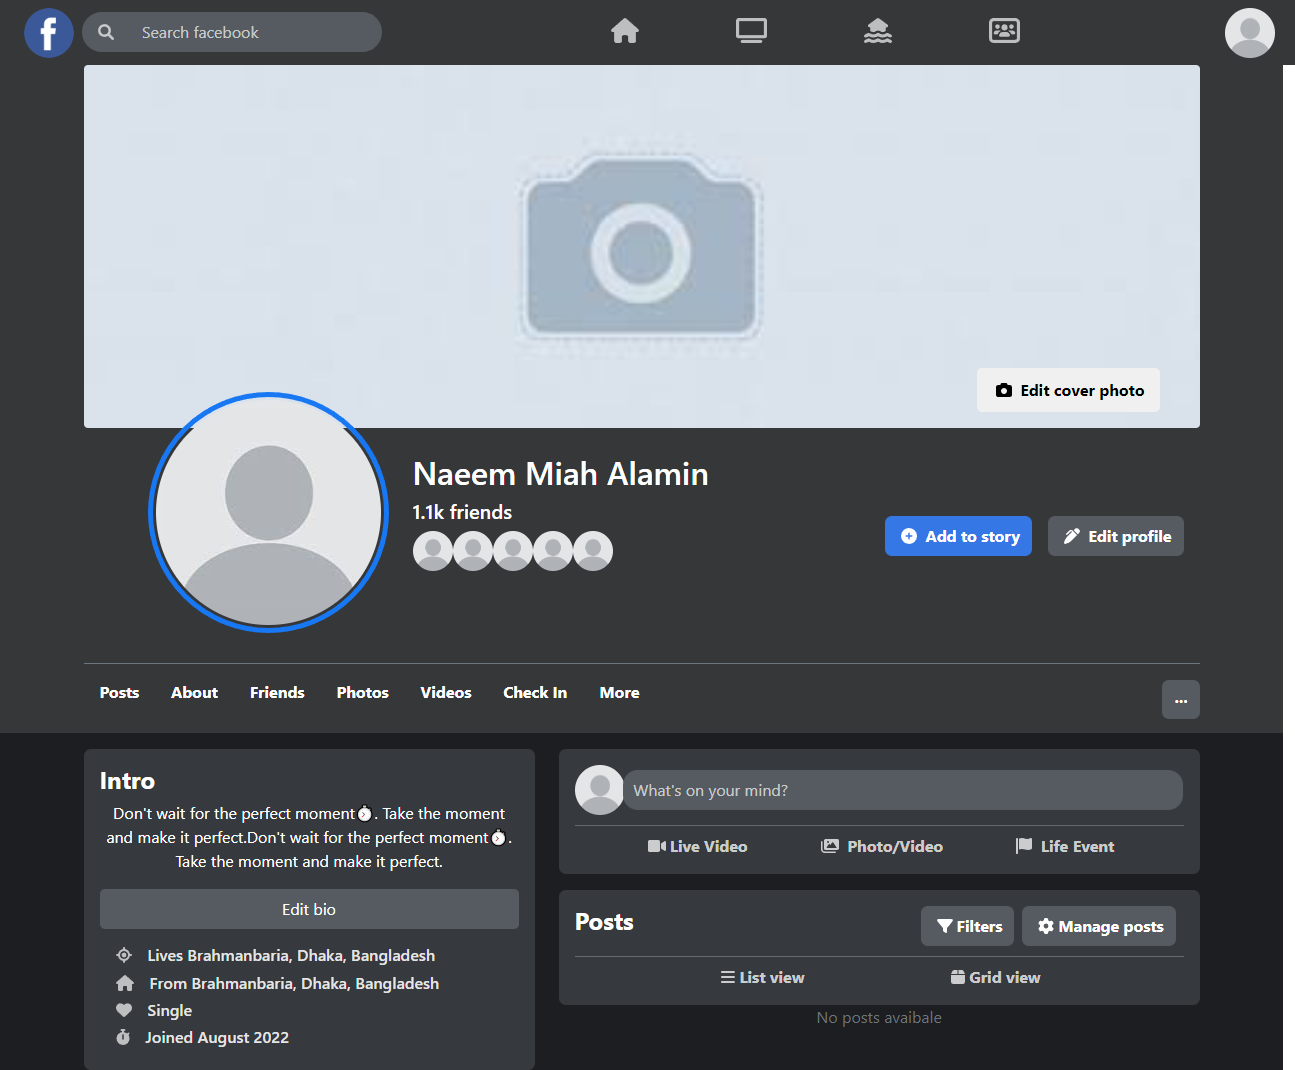 Search facebook
Edit cover photo
Naeem Miah Alamin
1.1k friends
Add to story
Edit profile
Posts About Friends Photos Videos Check In More
...
Intro
Don't wait for the perfect moment⏱. Take the moment
and make it perfect.Don't wait for the perfect moment⏱.
Take the moment and make it perfect.
Edit bio
Lives Brahmanbaria, Dhaka, Bangladesh
From Brahmanbaria, Dhaka, Bangladesh
Single
Joined August 2022
What's on your mind?
Live Video Photo/Video Life Event
Posts
Filters Manage posts
List view Grid view
No posts avaibale